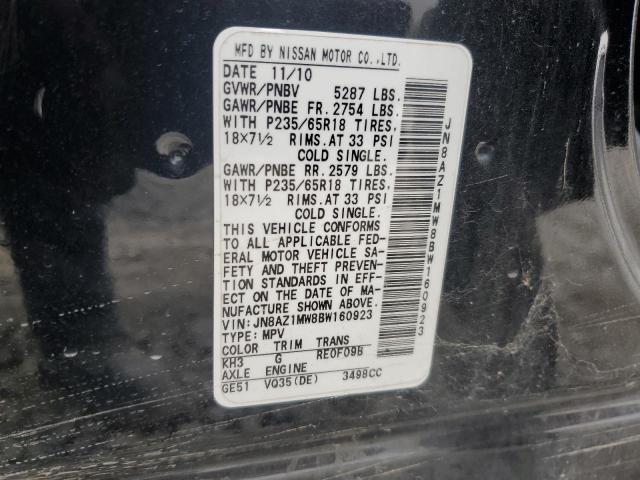 MFD BY NISSAN MOTOR CO.,LTD.
DATE 11/10
GVWR/PNBV 5287 LBS.
GAWR/PNBE FR. 2754 LBS.
WITH P235/65R18 TIRES,
18×7½ RIMS. AT 33 PSI
COLD SINGLE.
GAWR/PNBE RR. 2579 LBS.
WITH P235/65R18 TIRES,
18×7½ RIMS. AT 33 PSI
COLD SINGLE.
THIS VEHICLE CONFORMS
TO ALL APPLICABLE FED-
ERAL MOTOR VEHICLE SA-
FETY AND THEFT PREVEN-
TION STANDARDS IN EFF-
ECT ON THE DATE OF MA-
NUFACTURE SHOWN ABOVE.
VIN: JN8AZ1MW8BW160923
TYPE: MPV
COLOR TRIM TRANS
KH3 G RE0F09B
AXLE ENGINE
GE51 VQ35(DE) 3498CC
JN8AZ1MW8BW160923